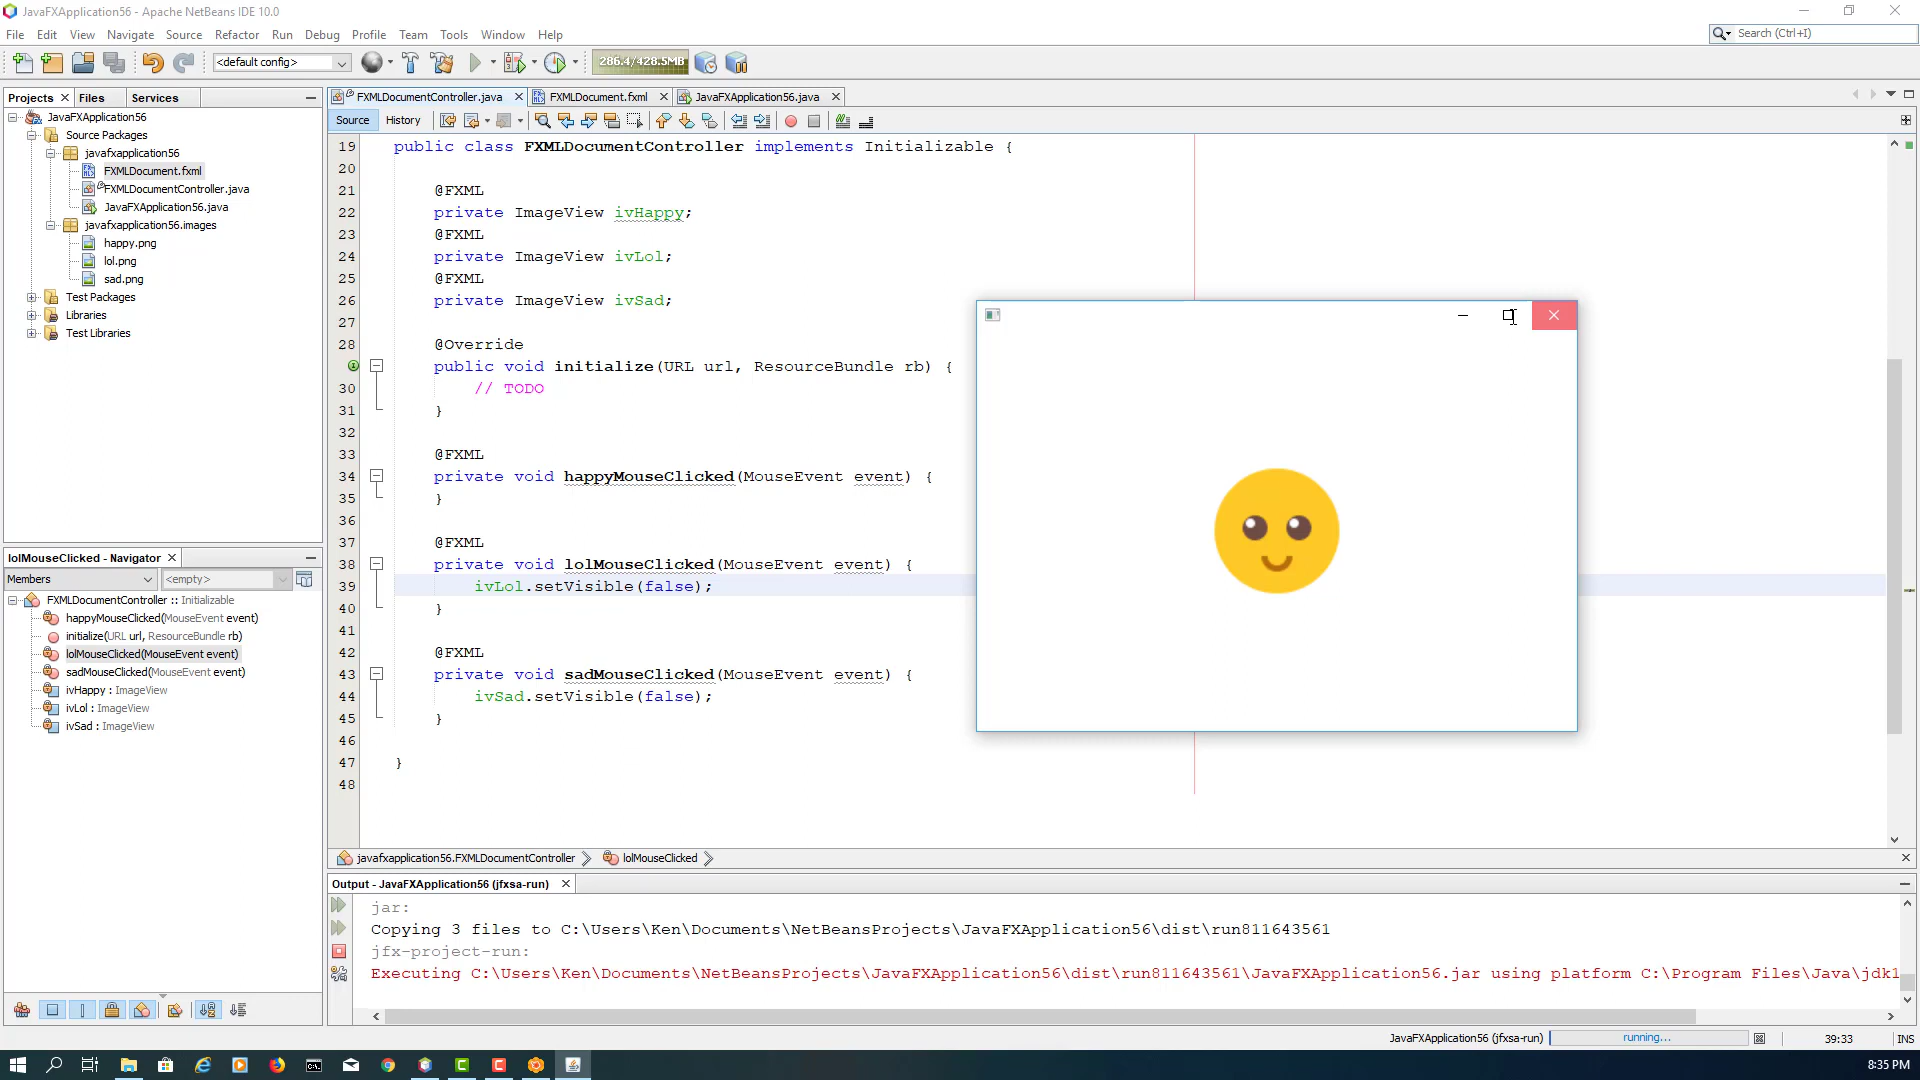 JavaFXApplication56 - Apache NetBeans IDE 10.0
File Edit View Navigate Source Refactor Run Debug Profile Team Tools Window Help
Search (Ctrl+I)
<default config>
286.4/428.5MB
Projects Files Services
FXMLDocumentController.java FXMLDocument.fxml JavaFXApplication56.java
Source History
JavaFXApplication56
Source Packages
javafxapplication56
FXMLDocument.fxml
FXMLDocumentController.java
JavaFXApplication56.java
javafxapplication56.images
happy.png
lol.png
sad.png
Test Packages
Libraries
Test Libraries
19 public class FXMLDocumentController implements Initializable {
20
21 @FXML
22 private ImageView ivHappy;
23 @FXML
24 private ImageView ivLol;
25 @FXML
26 private ImageView ivSad;
27
28 @Override
public void initialize(URL url, ResourceBundle rb) {
30 // TODO
31 }
32
33 @FXML
34 private void happyMouseClicked(MouseEvent event) {
35 }
36
37 @FXML
38 private void lolMouseClicked(MouseEvent event) {
39 ivLol.setVisible(false);
40 }
41
42 @FXML
43 private void sadMouseClicked(MouseEvent event) {
44 ivSad.setVisible(false);
45 }
46
47 }
48
lolMouseClicked - Navigator
Members <empty>
FXMLDocumentController :: Initializable
happyMouseClicked(MouseEvent event)
initialize(URL url, ResourceBundle rb)
lolMouseClicked(MouseEvent event)
sadMouseClicked(MouseEvent event)
ivHappy : ImageView
ivLol : ImageView
ivSad : ImageView
javafxapplication56.FXMLDocumentController lolMouseClicked
Output - JavaFXApplication56 (jfxsa-run)
jar:
Copying 3 files to C:\Users\Ken\Documents\NetBeansProjects\JavaFXApplication56\dist\run811643561
jfx-project-run:
Executing C:\Users\Ken\Documents\NetBeansProjects\JavaFXApplication56\dist\run811643561\JavaFXApplication56.jar using platform C:\Program Files\Java\jdk1
JavaFXApplication56 (jfxsa-run) running... 39:33 INS
8:35 PM